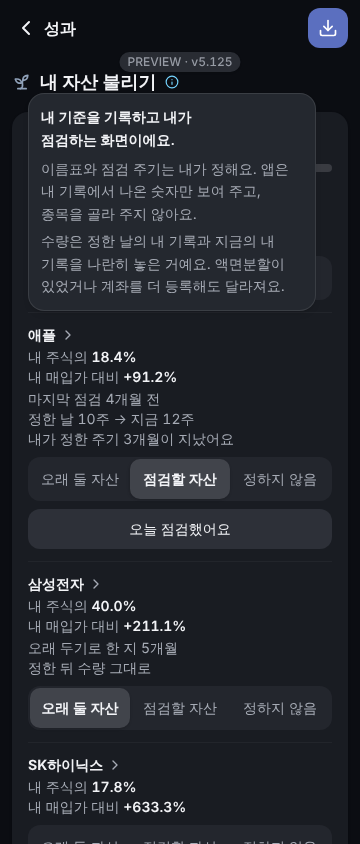 성과
PREVIEW · v5.125
내 자산 불리기
내 기준을 기록하고 내가
점검하는 화면이에요.
이름표와 점검 주기는 내가 정해요. 앱은
내 기록에서 나온 숫자만 보여 주고,
종목을 골라 주지 않아요.
수량은 정한 날의 내 기록과 지금의 내
기록을 나란히 놓은 거예요. 액면분할이
있었거나 계좌를 더 등록해도 달라져요.
애플
내 주식의 18.4%
내 매입가 대비 +91.2%
마지막 점검 4개월 전
정한 날 10주 → 지금 12주
내가 정한 주기 3개월이 지났어요
오래 둘 자산 점검할 자산 정하지 않음
오늘 점검했어요
삼성전자
내 주식의 40.0%
내 매입가 대비 +211.1%
오래 두기로 한 지 5개월
정한 뒤 수량 그대로
오래 둘 자산 점검할 자산 정하지 않음
SK하이닉스
내 주식의 17.8%
내 매입가 대비 +633.3%